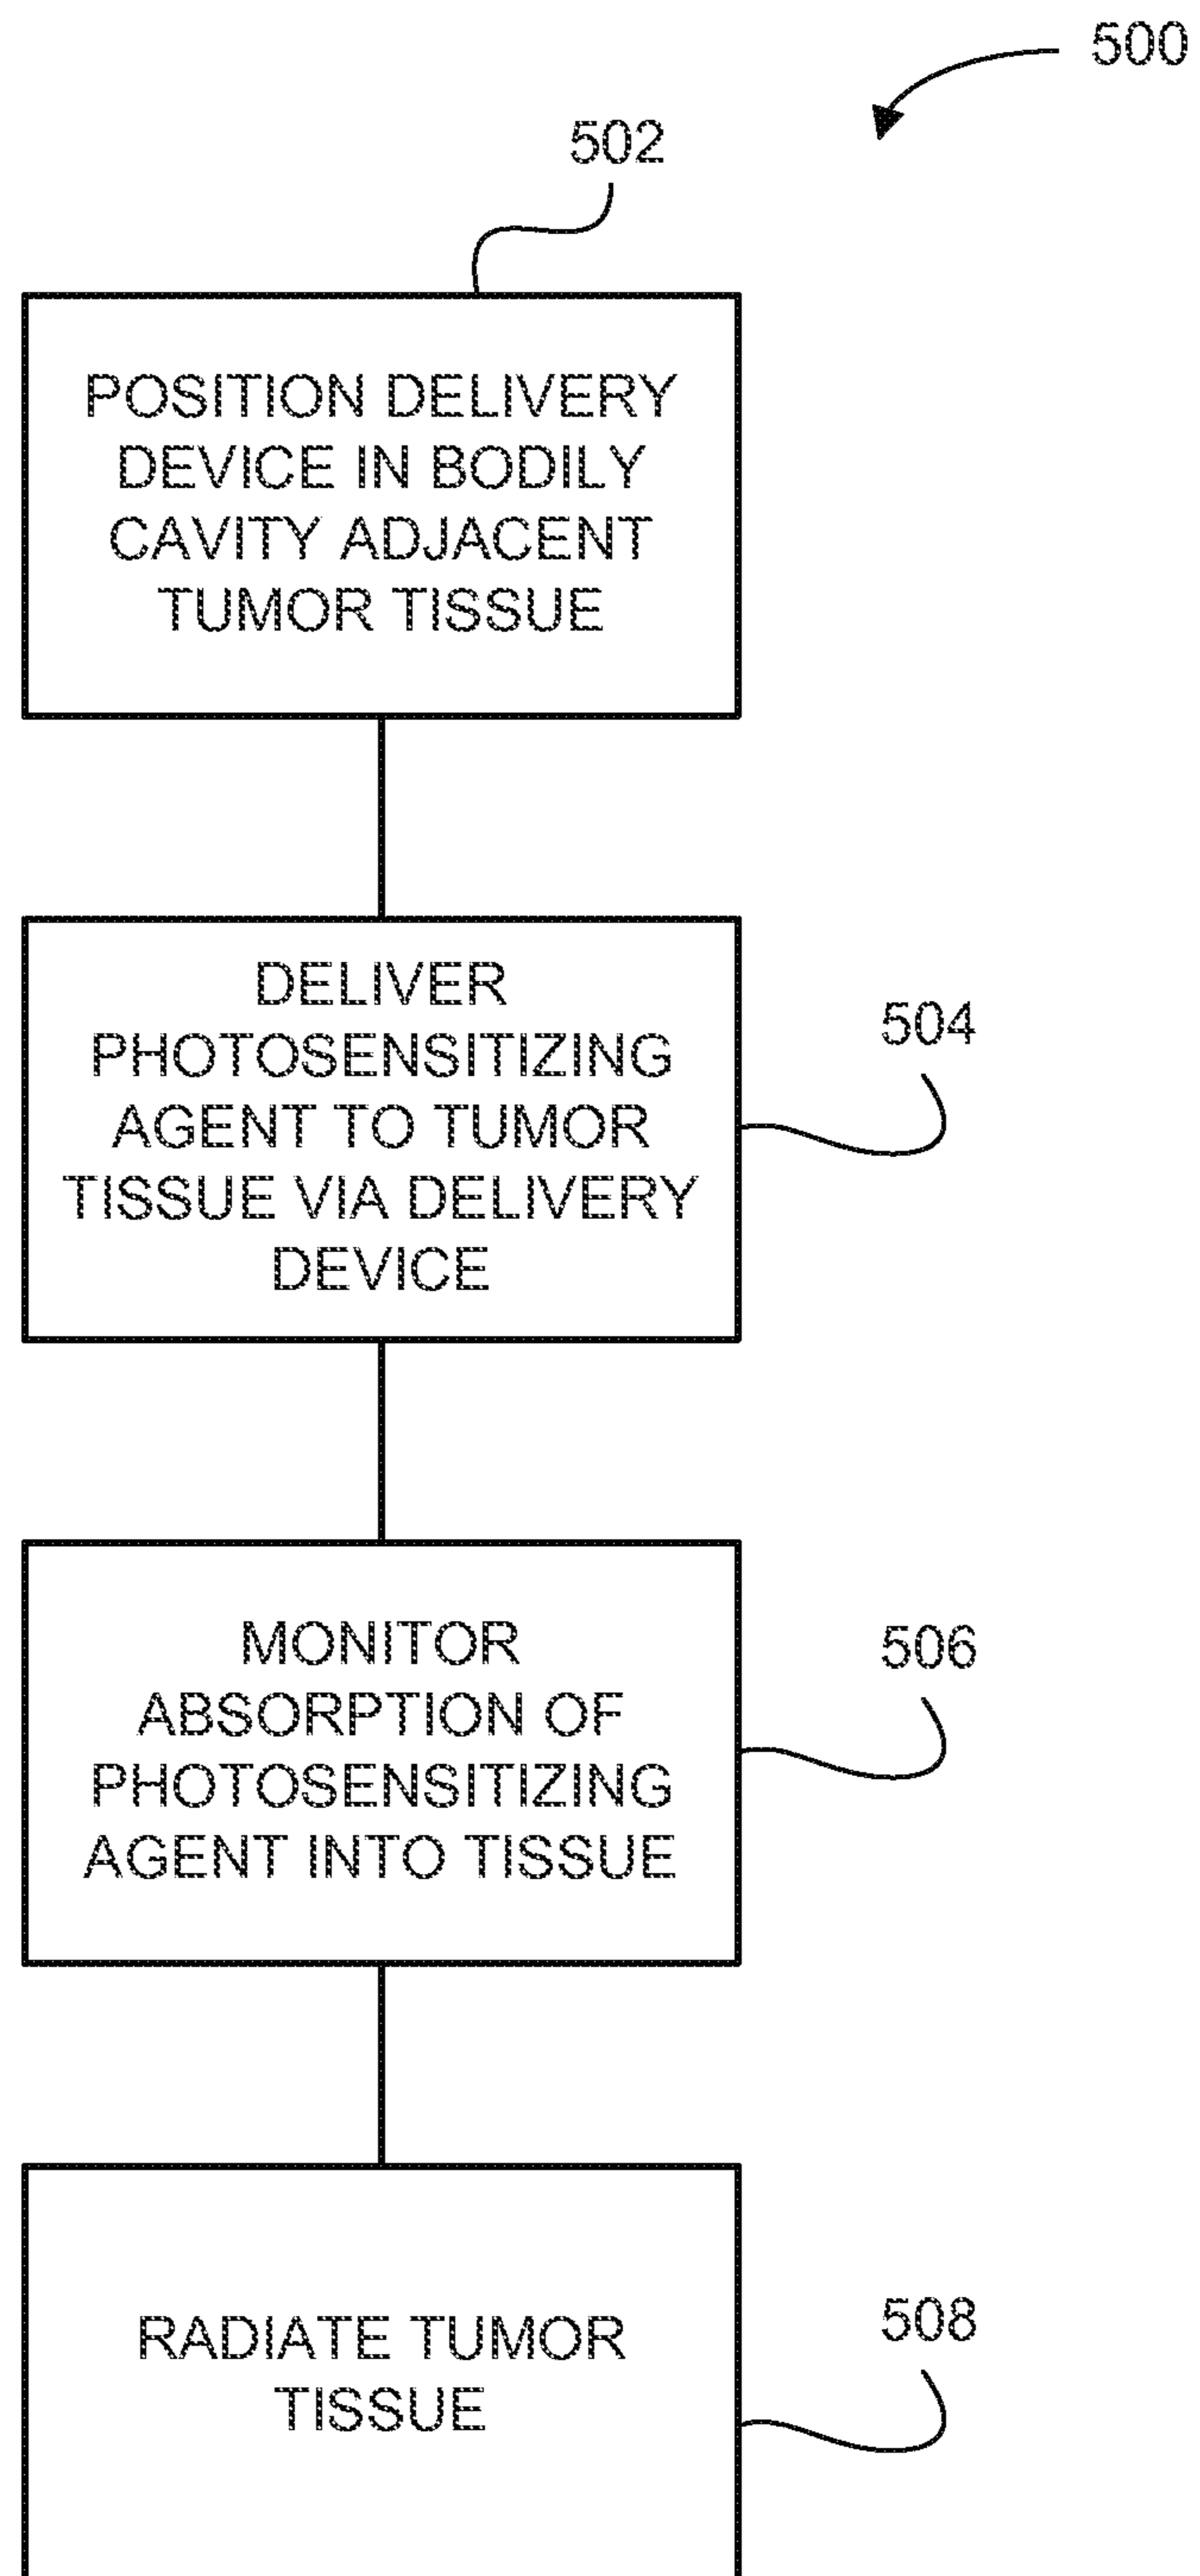 500
502
POSITION DELIVERY
DEVICE IN BODILY
CAVITY ADJACENT
TUMOR TISSUE
DELIVER
PHOTOSENSITIZING
AGENT TO TUMOR
TISSUE VIA DELIVERY
DEVICE
504
MONITOR
ABSORPTION OF
PHOTOSENSITIZING
AGENT INTO TISSUE
506
RADIATE TUMOR
TISSUE
508